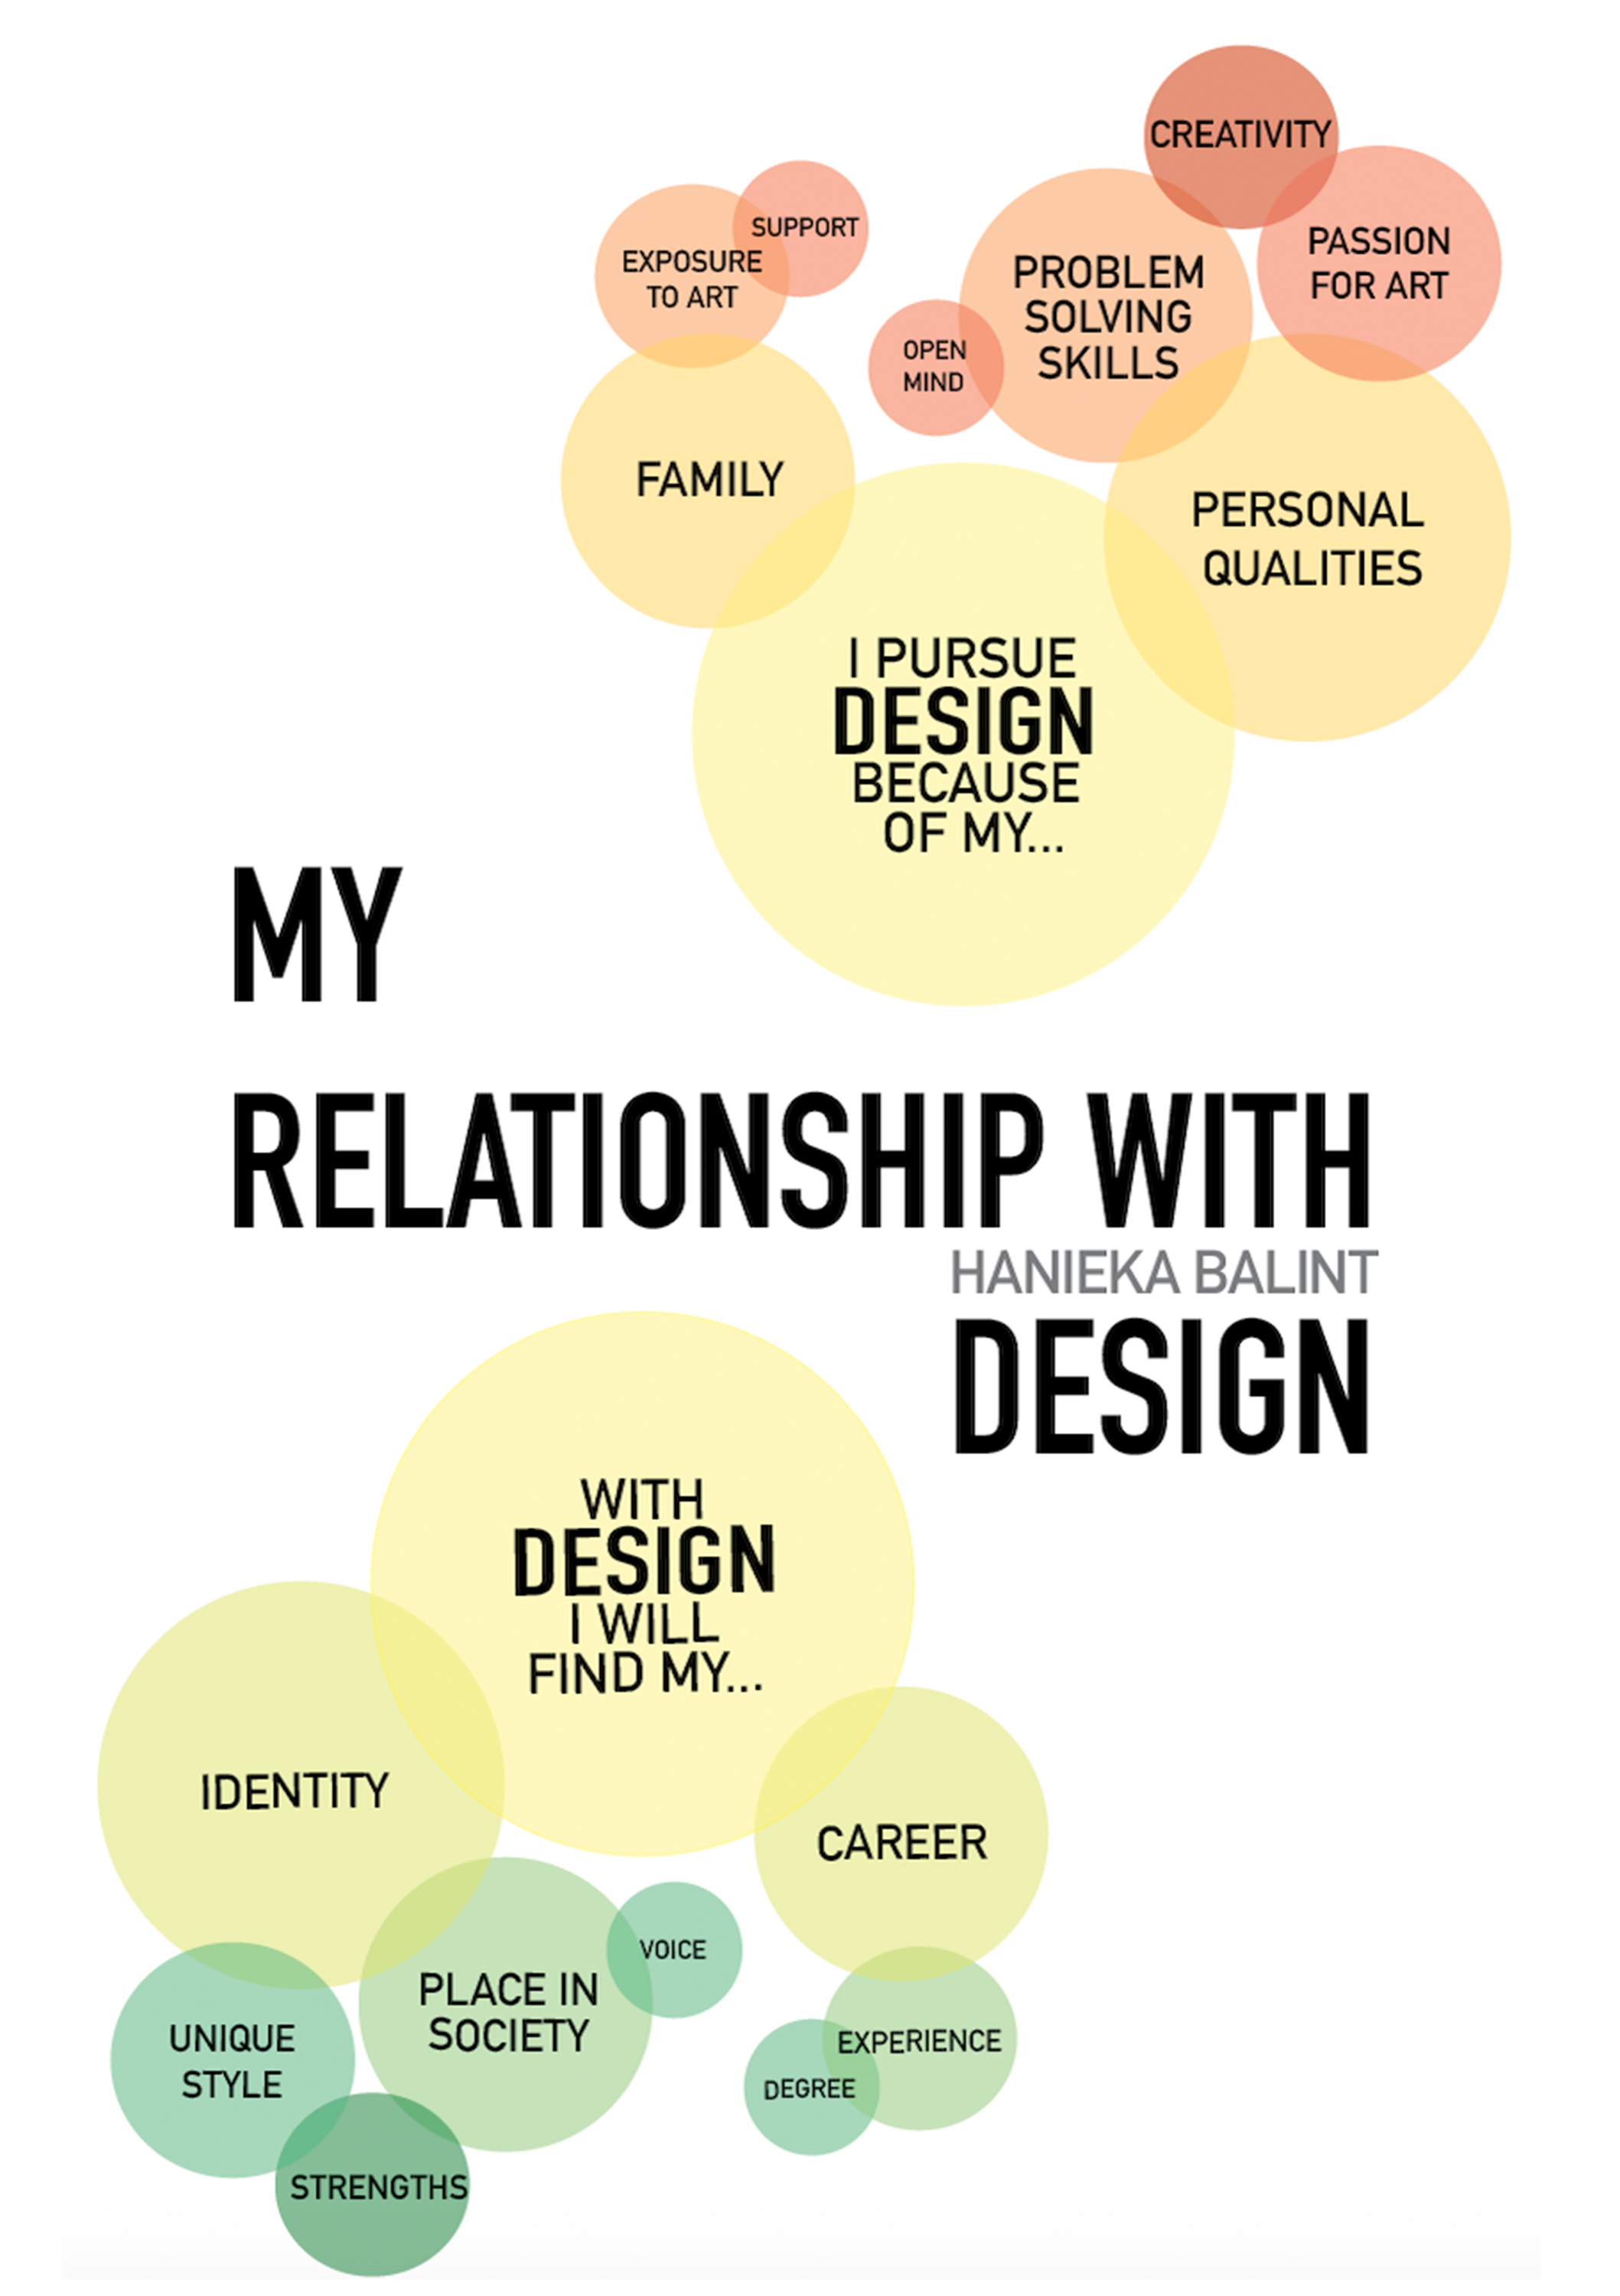 CREATIVITY
SUPPORT
EXPOSURE
TO ART
PASSION
FOR ART
PROBLEM
SOLVING
SKILLS
OPEN
MIND
FAMILY
PERSONAL
QUALITIES
I PURSUE
DESIGN
BECAUSE
OF MY...
MY
RELATIONSHIP WITH
HANIEKA BALINT
DESIGN
WITH
DESIGN
I WILL
FIND MY...
IDENTITY
CAREER
VOICE
PLACE IN
SOCIETY
UNIQUE
STYLE
EXPERIENCE
DEGREE
STRENGTHS